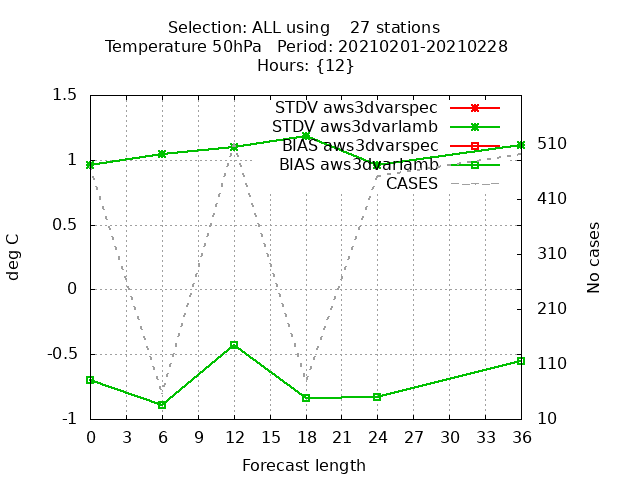 Selection: ALL using 27 stations
Temperature 50hPa Period: 20210201-20210228
Hours: {12}
1.5
1
0.5
0
-0.5
-1
deg C
STDV aws3dvarspec
STDV aws3dvarlamb
BIAS aws3dvarspec
BIAS aws3dvarlamb
CASES
510
410
310
210
110
10
No cases
0 3 6 9 12 15 18 21 24 27 30 33 36
Forecast length